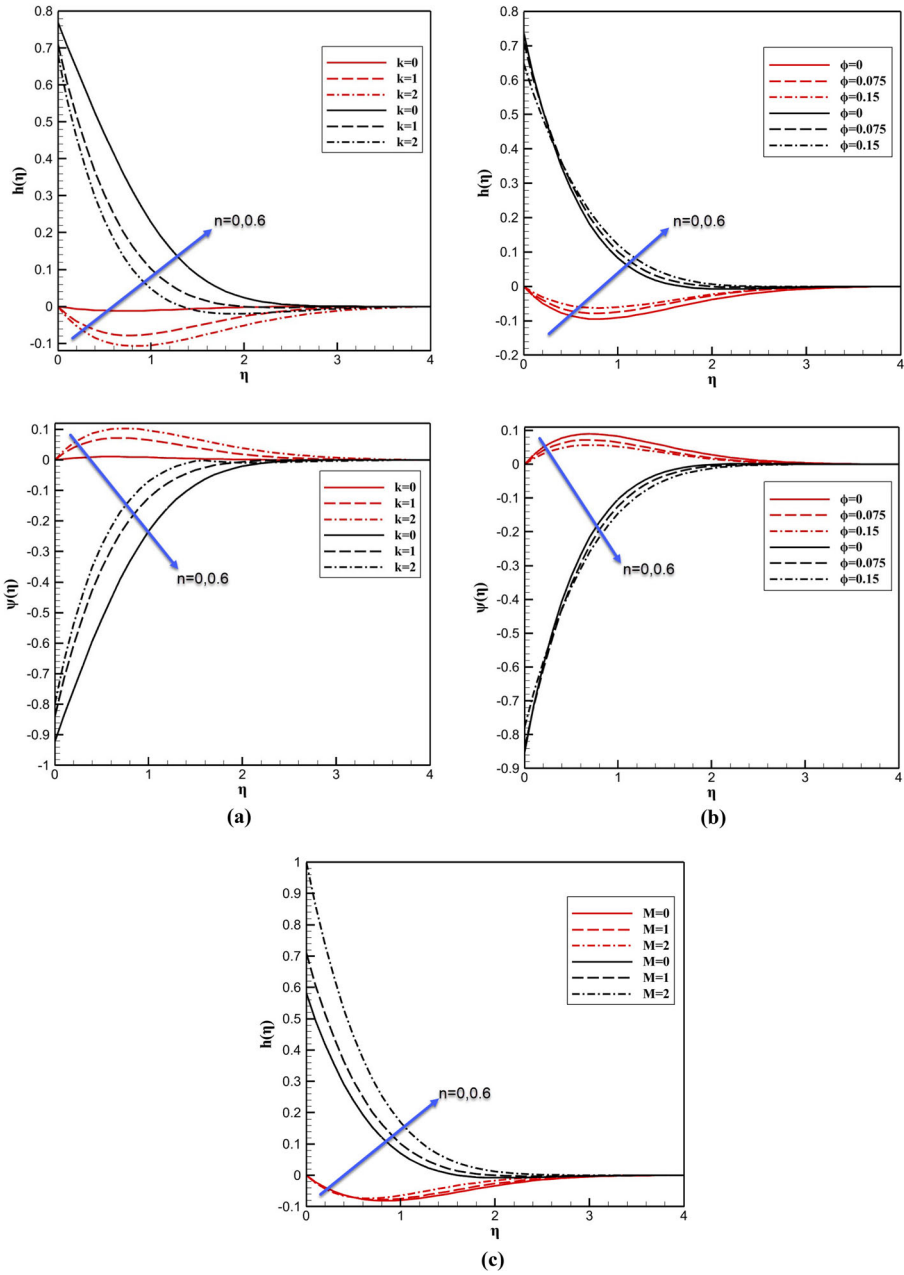 0.8
0.7
0.6
0.5
0.4
0.3
0.2
0.1
0
-0.1
h(η)
k=0
k=1
k=2
k=0
k=1
k=2
n=0,0.6
0 1 2 3 4
η
0.8
0.7
0.6
0.5
0.4
0.3
0.2
0.1
0
-0.1
-0.2
h(η)
ϕ=0
ϕ=0.075
ϕ=0.15
ϕ=0
ϕ=0.075
ϕ=0.15
n=0,0.6
0 1 2 3 4
η
0.1
0
-0.1
-0.2
-0.3
-0.4
-0.5
-0.6
-0.7
-0.8
-0.9
-1
ψ(η)
k=0
k=1
k=2
k=0
k=1
k=2
n=0,0.6
0 1 2 3 4
η
(a)
0.1
0
-0.1
-0.2
-0.3
-0.4
-0.5
-0.6
-0.7
-0.8
-0.9
ψ(η)
ϕ=0
ϕ=0.075
ϕ=0.15
ϕ=0
ϕ=0.075
ϕ=0.15
n=0,0.6
0 1 2 3 4
η
(b)
1
0.9
0.8
0.7
0.6
0.5
0.4
0.3
0.2
0.1
0
-0.1
h(η)
M=0
M=1
M=2
M=0
M=1
M=2
n=0,0.6
0 1 2 3 4
η
(c)